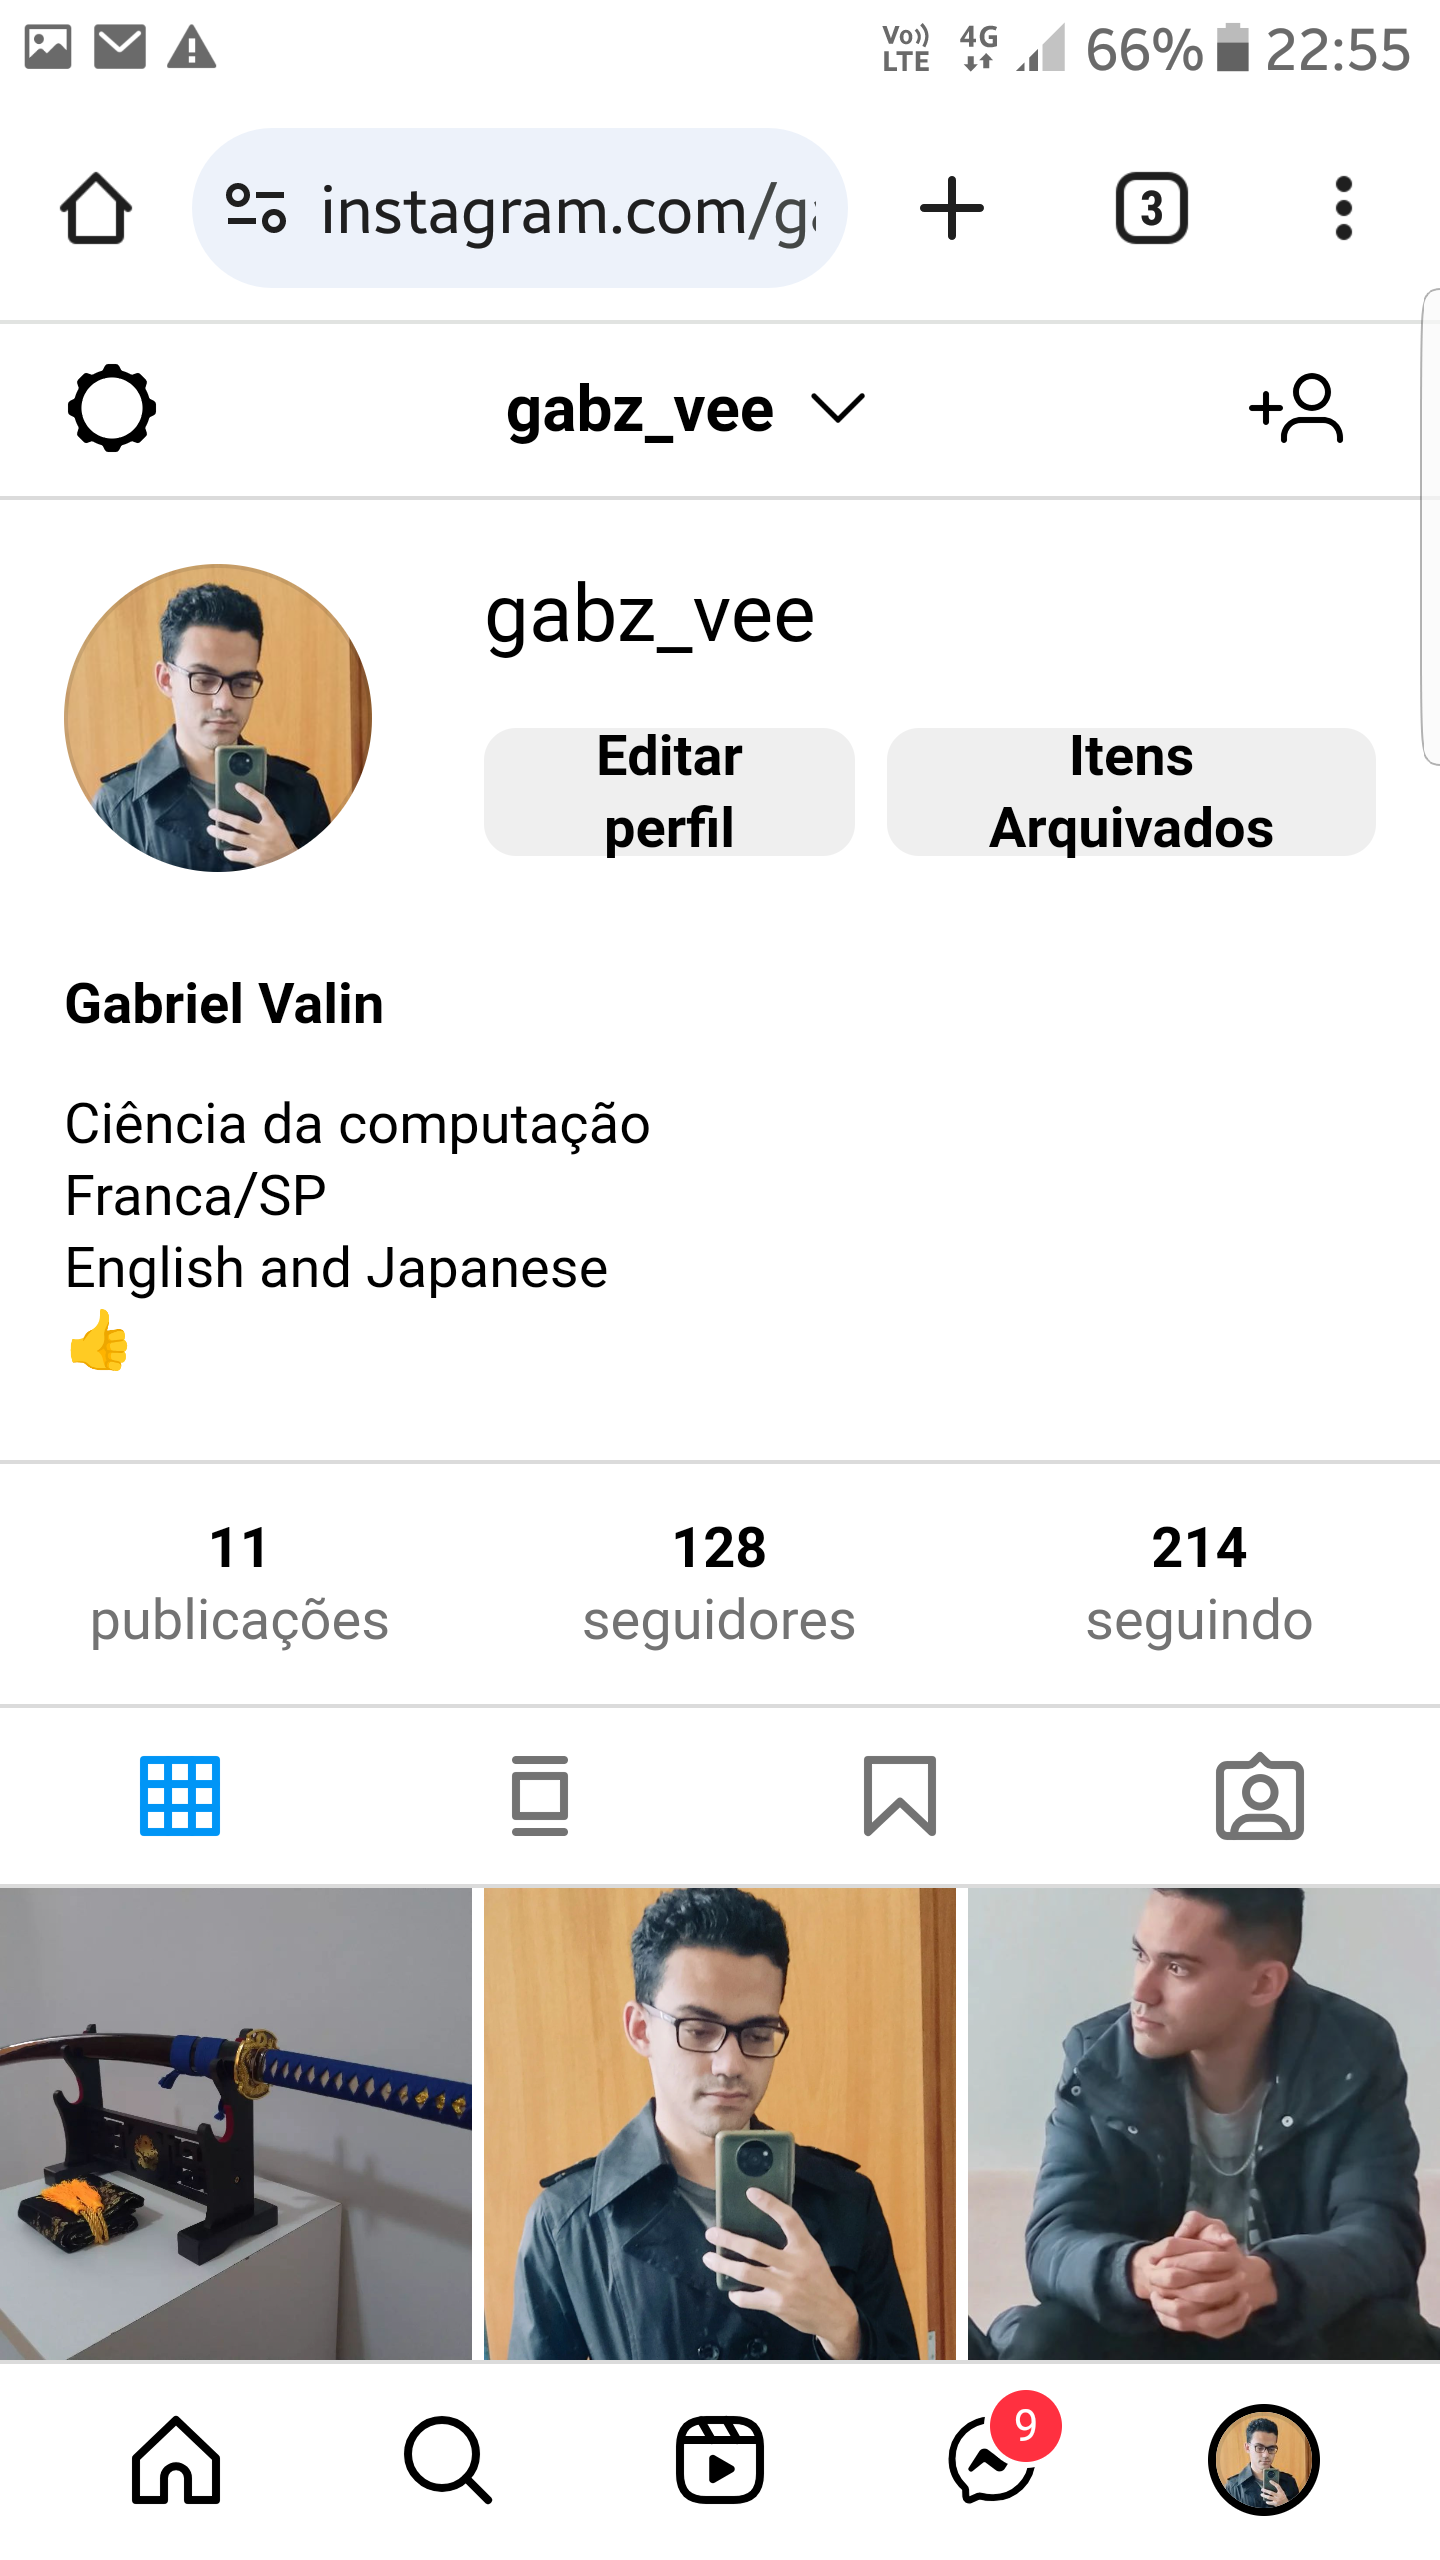 Vo)) LTE 4G 66% 22:55
instagram.com/g
3
gabz_vee
gabz_vee
Editar perfil
Itens Arquivados
Gabriel Valin
Ciência da computação
Franca/SP
English and Japanese
👍
11 128 214
publicações seguidores seguindo
9